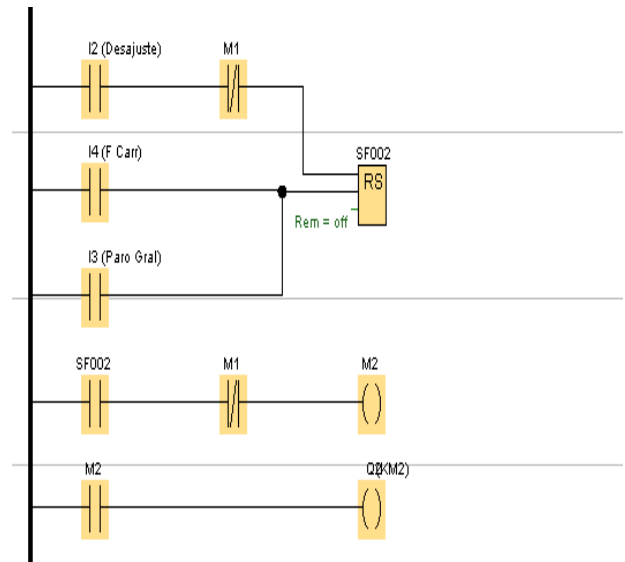 I2 (Desajuste) M1
I4 (F Carr) SF002
RS
Rem = off
I3 (Paro Gral)
SF002 M1 M2
M2